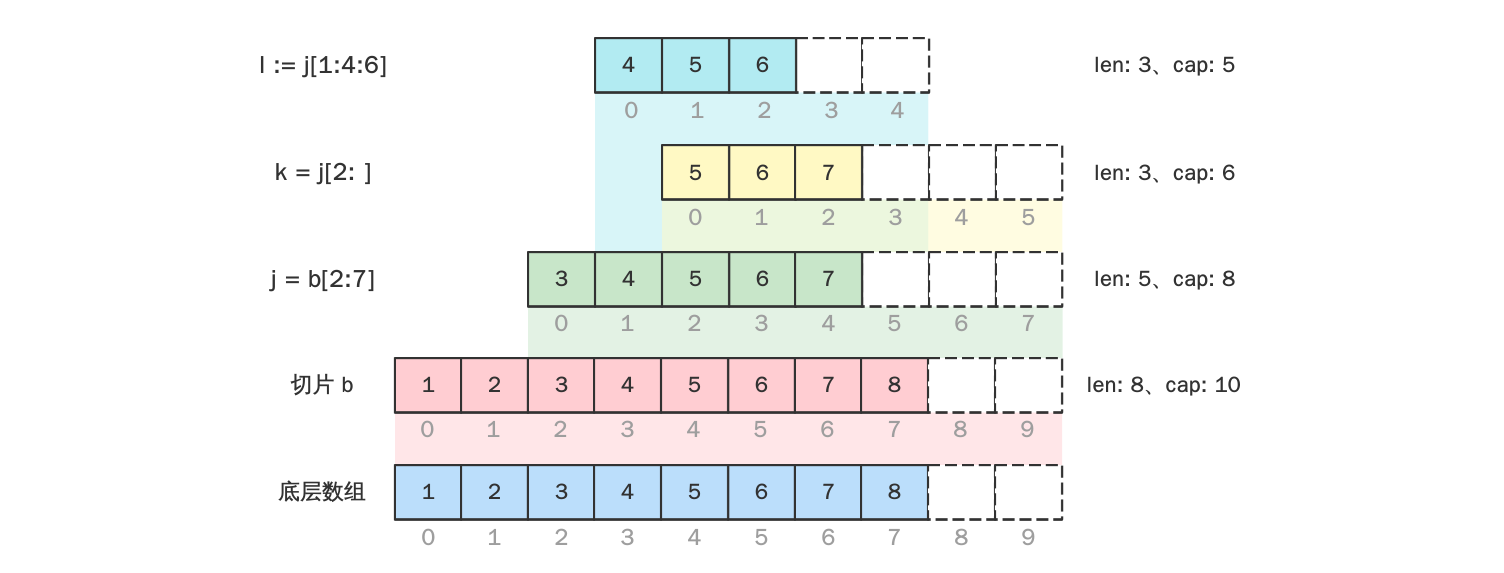 l := j[1:4:6] 4 5 6 len: 3、cap: 5
0 1 2 3 4
k = j[2: ] 5 6 7 len: 3、cap: 6
0 1 2 3 4 5
j = b[2:7] 3 4 5 6 7 len: 5、cap: 8
0 1 2 3 4 5 6 7
切片 b 1 2 3 4 5 6 7 8 len: 8、cap: 10
0 1 2 3 4 5 6 7 8 9
底层数组 1 2 3 4 5 6 7 8
0 1 2 3 4 5 6 7 8 9